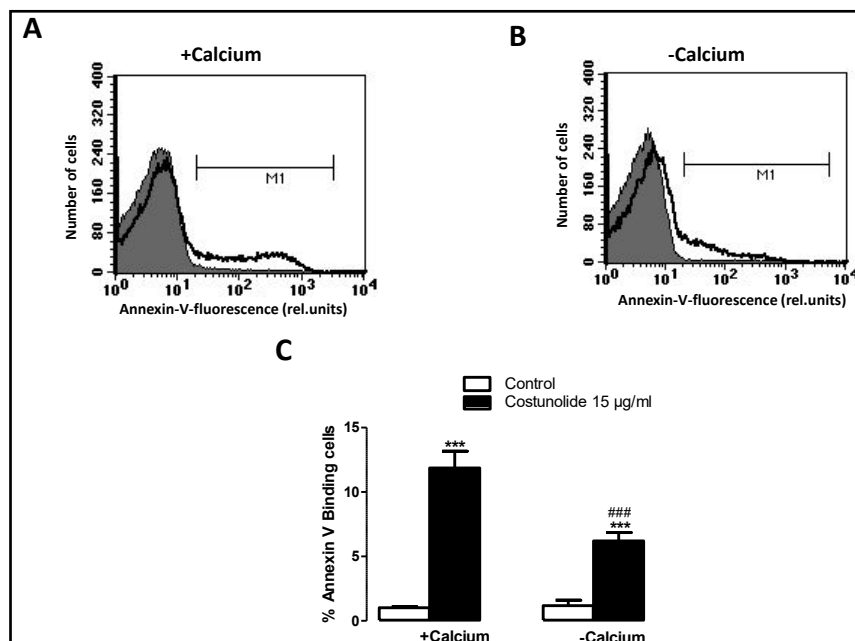 A
+Calcium
Number of cells
400
320
240
160
80
0
M1
10⁰ 10¹ 10² 10³ 10⁴
Annexin-V-fluorescence (rel.units)
B
-Calcium
Number of cells
400
320
240
160
80
0
M1
10⁰ 10¹ 10² 10³ 10⁴
Annexin-V-fluorescence (rel.units)
C
Control
Costunolide 15 µg/ml
% Annexin V Binding cells
15
10
5
0
***
###
***
+Calcium
-Calcium